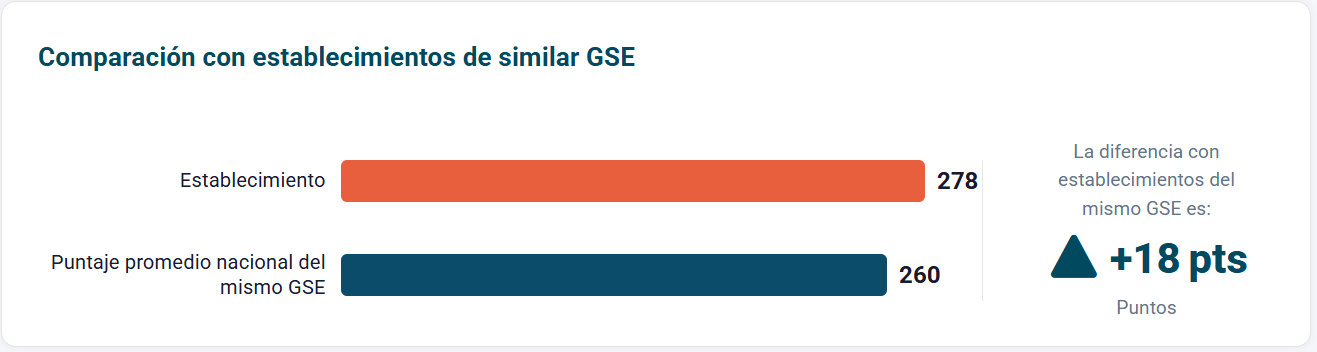 Comparación con establecimientos de similar GSE
Establecimiento
278
Puntaje promedio nacional del
mismo GSE
260
La diferencia con
establecimientos del
mismo GSE es:
+18 pts
Puntos